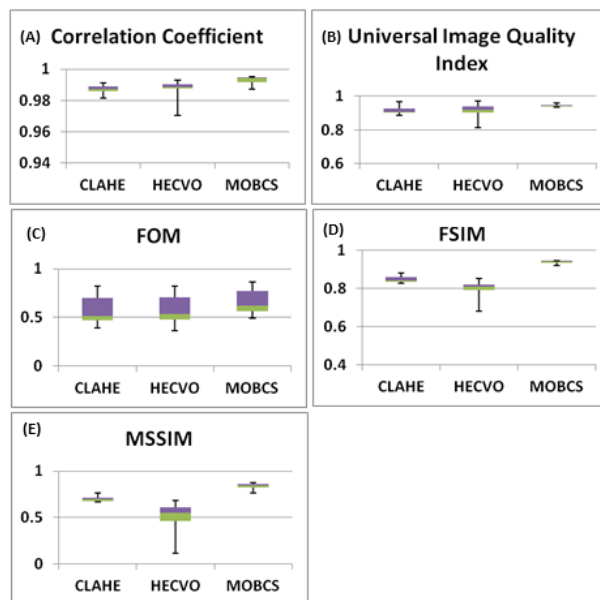 (A) Correlation Coefficient
1
0.98
0.96
0.94
CLAHE HECVO MOBCS
(B) Universal Image Quality
Index
1
0.8
0.6
CLAHE HECVO MOBCS
(C) FOM
1
0.5
0
CLAHE HECVO MOBCS
(D) FSIM
1
0.8
0.6
0.4
CLAHE HECVO MOBCS
(E) MSSIM
1
0.5
0
CLAHE HECVO MOBCS